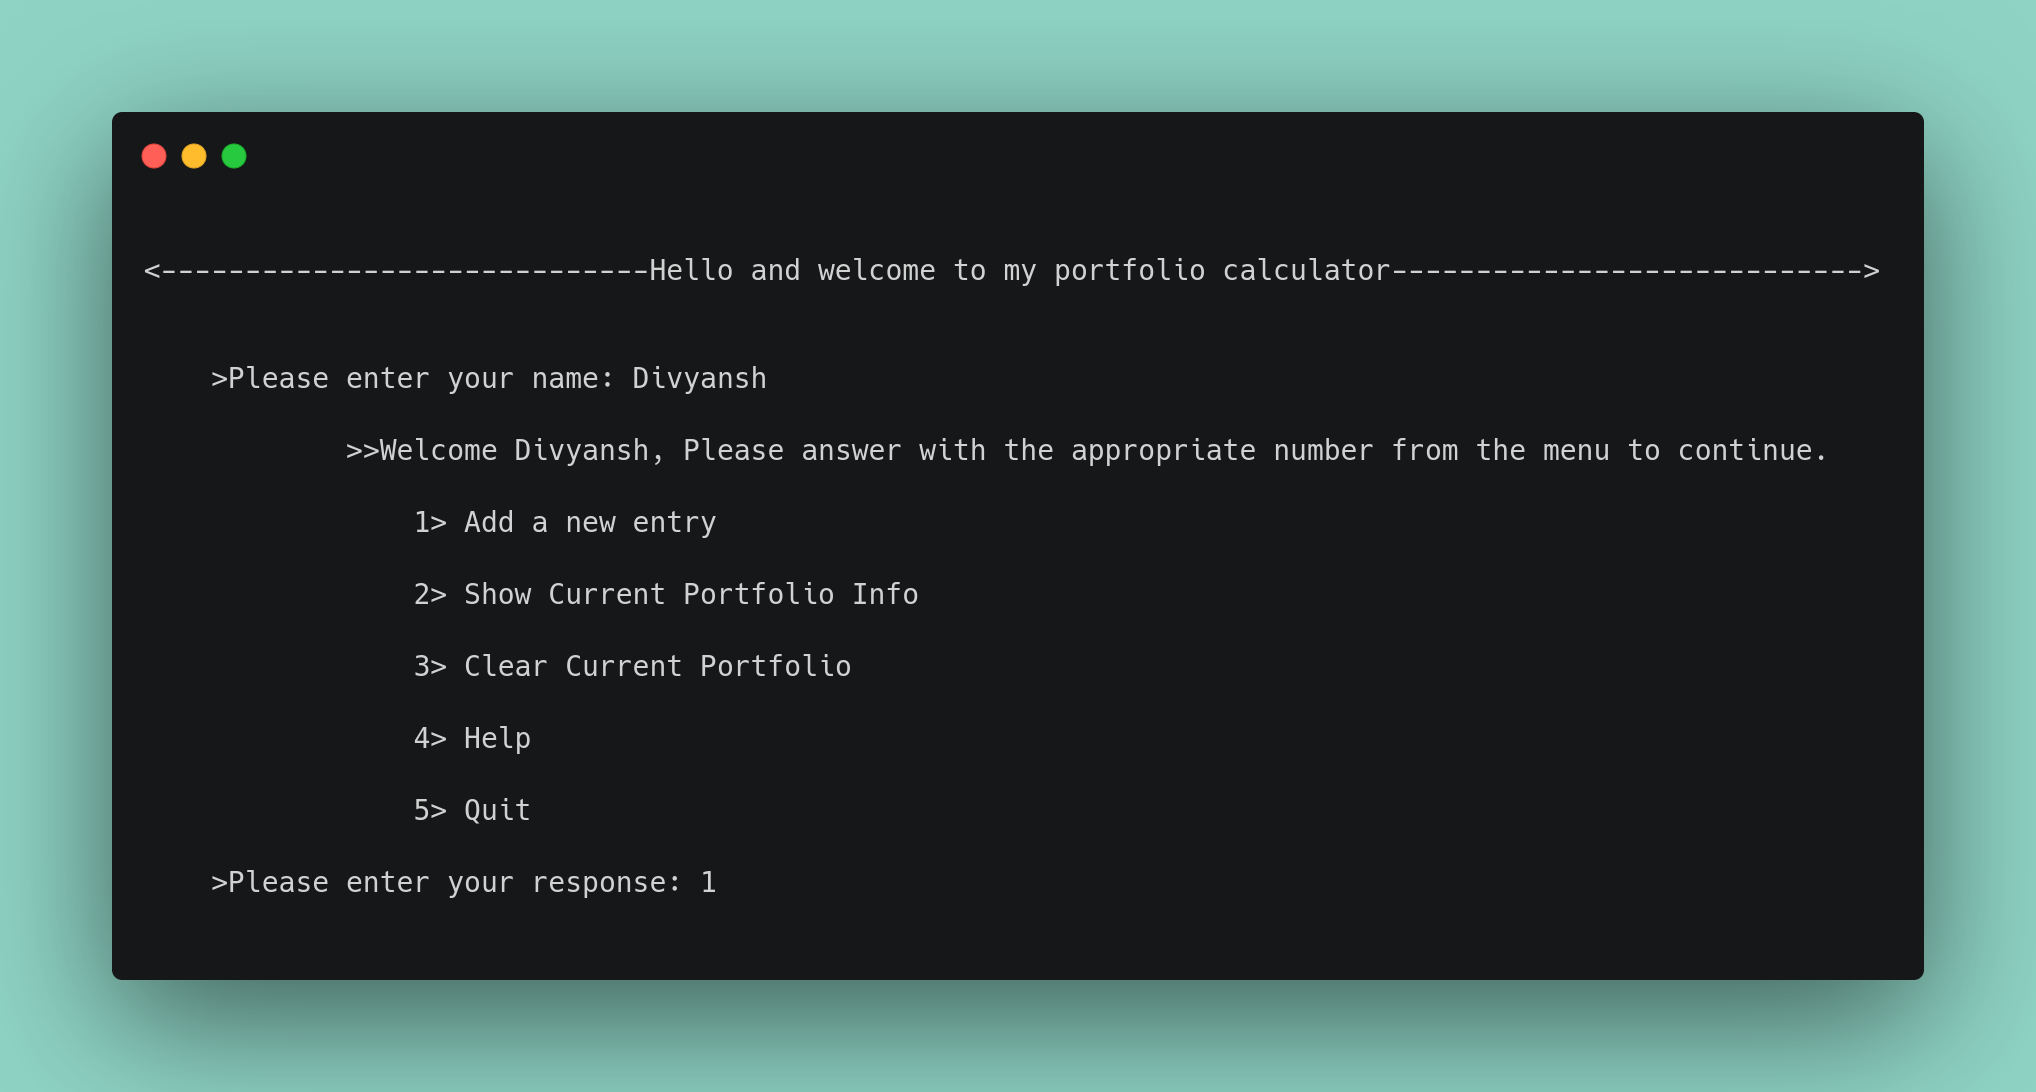 <-----------------------------Hello and welcome to my portfolio calculator---------------------------->
>Please enter your name: Divyansh
>>Welcome Divyansh, Please answer with the appropriate number from the menu to continue.
1> Add a new entry
2> Show Current Portfolio Info
3> Clear Current Portfolio
4> Help
5> Quit
>Please enter your response: 1